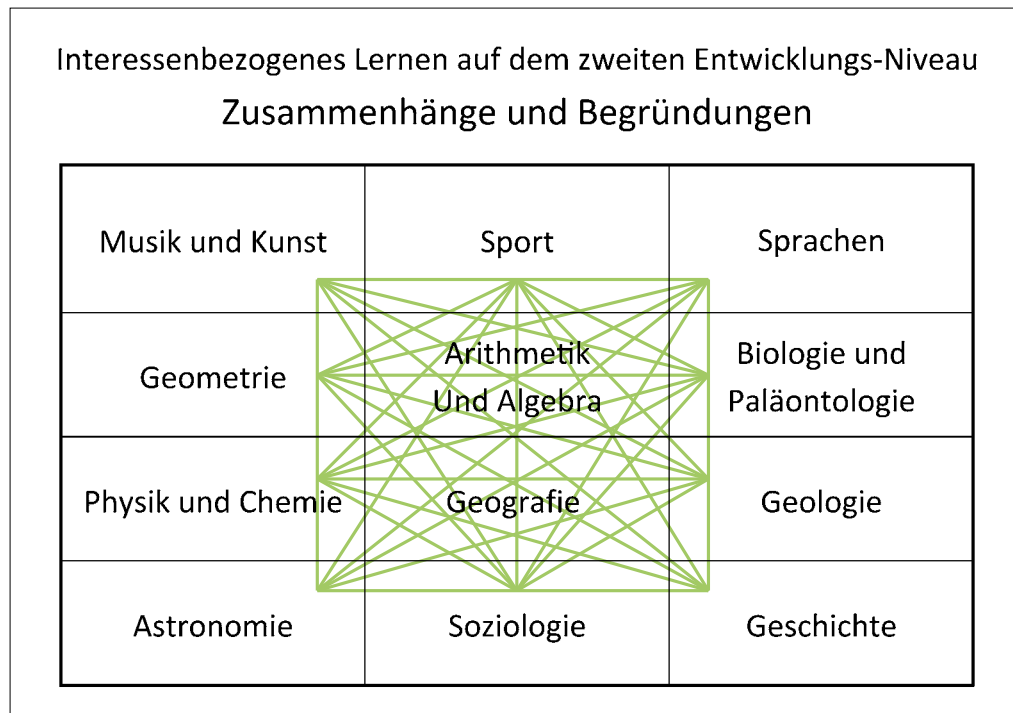 Interessenbezogenes Lernen auf dem zweiten Entwicklungs-Niveau
Zusammenhänge und Begründungen
Musik und Kunst
Sport
Sprachen
Geometrie
Arithmetik
Und Algebra
Biologie und
Paläontologie
Physik und Chemie
Geografie
Geologie
Astronomie
Soziologie
Geschichte